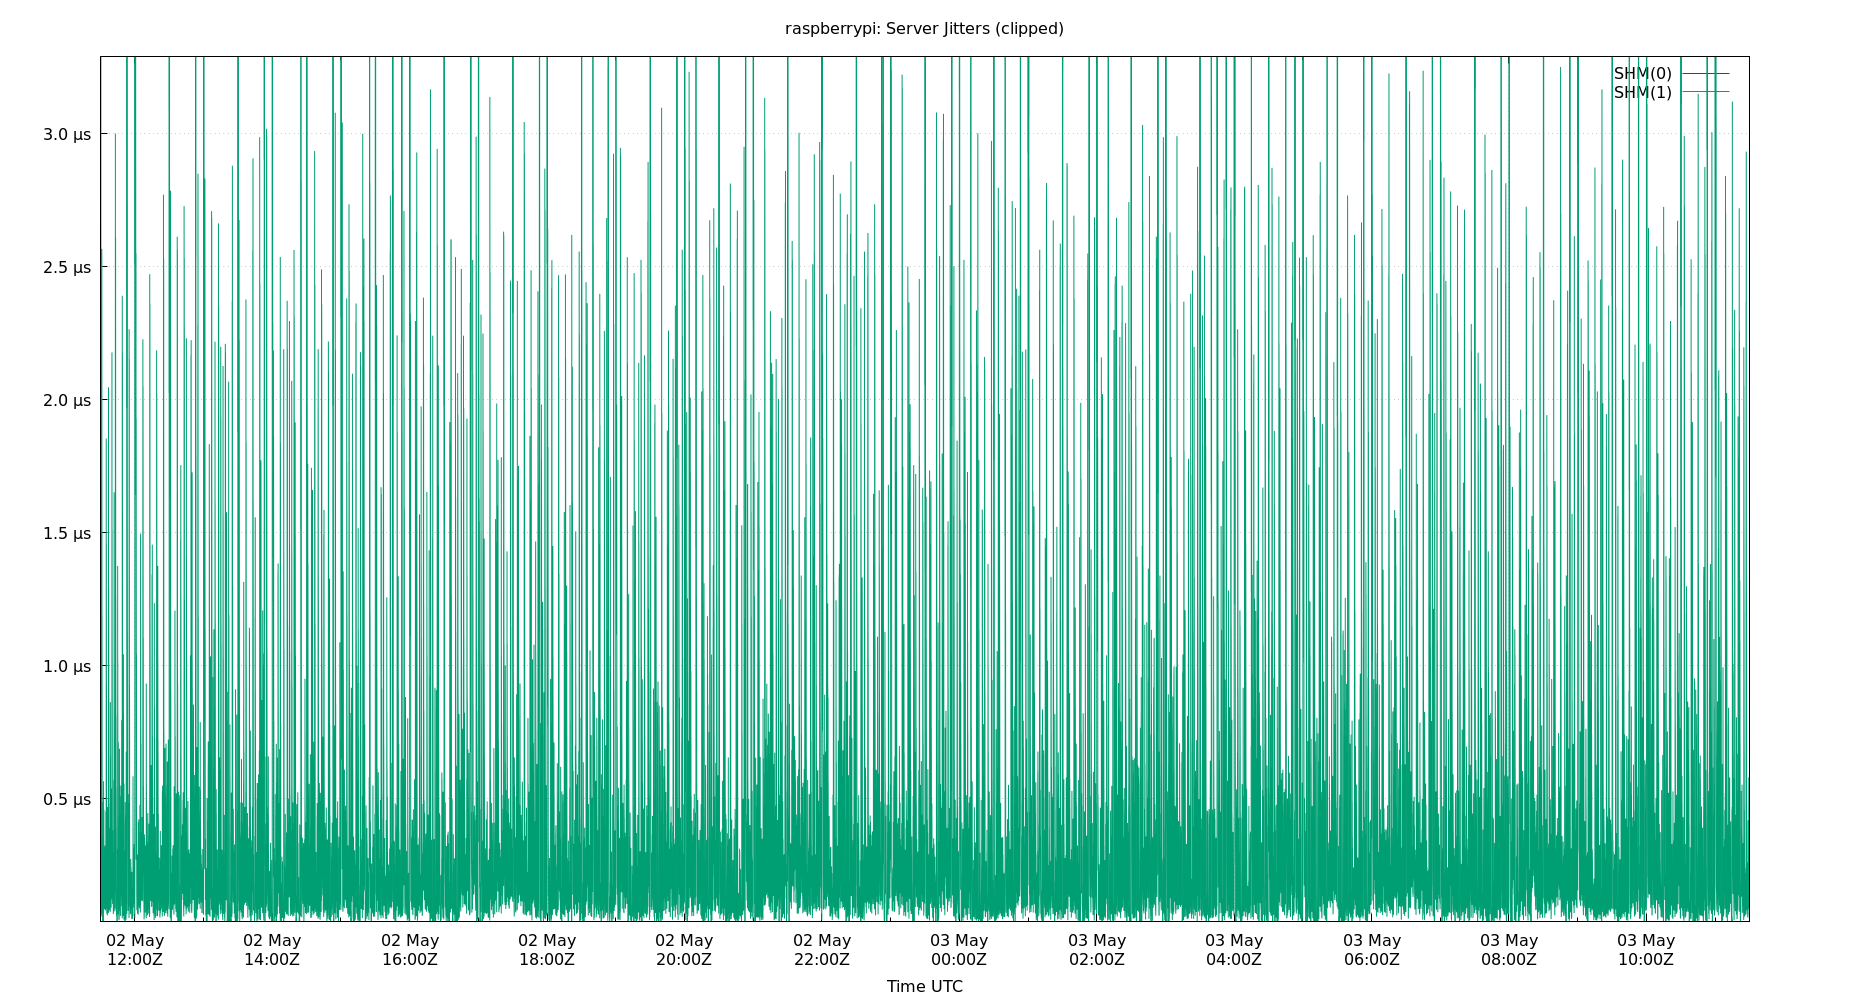 raspberrypi: Server Jitters (clipped)
SHM(0)
SHM(1)
3.0 µs
2.5 µs
2.0 µs
1.5 µs
1.0 µs
0.5 µs
02 May 02 May 02 May 02 May 02 May 02 May 03 May 03 May 03 May 03 May 03 May 03 May
12:00Z 14:00Z 16:00Z 18:00Z 20:00Z 22:00Z 00:00Z 02:00Z 04:00Z 06:00Z 08:00Z 10:00Z
Time UTC